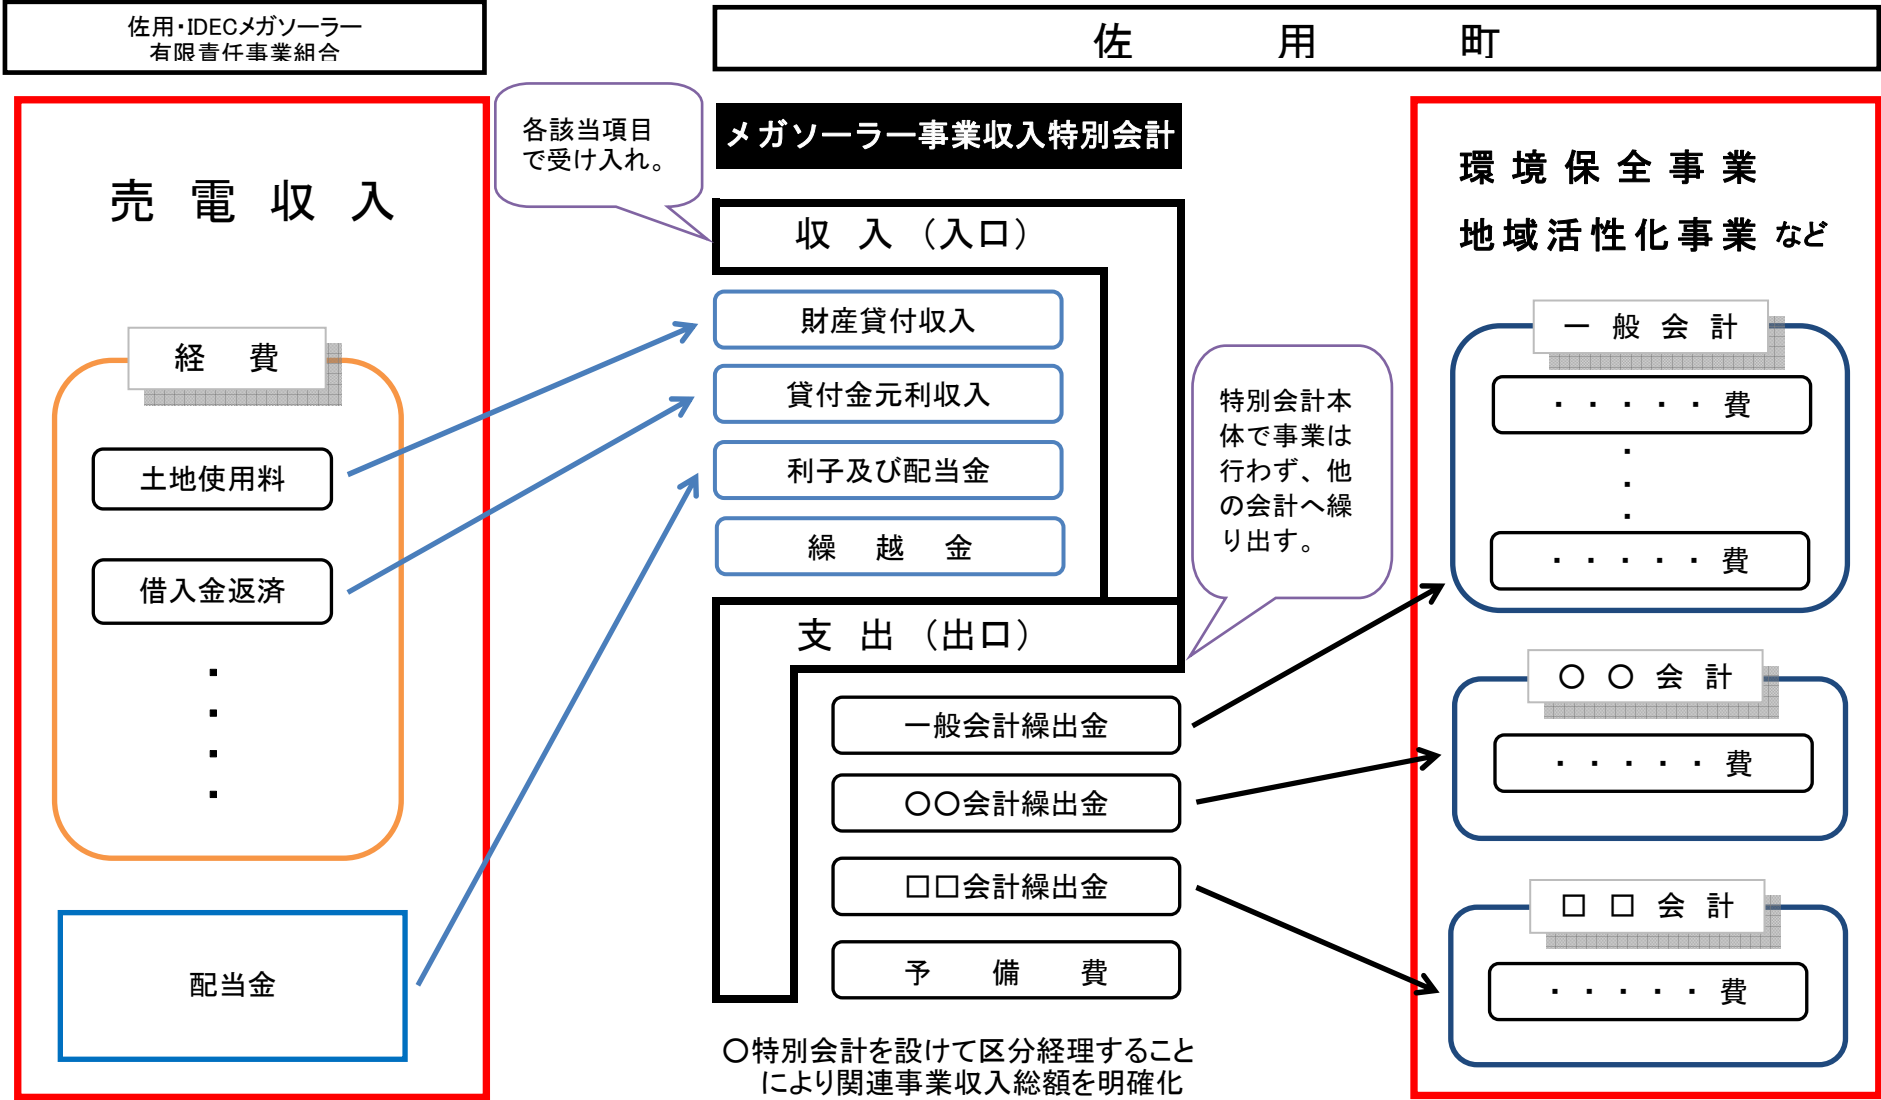 佐用・IDECメガソーラー
有限責任事業組合
佐　用　町
売 電 収 入
経　費
土地使用料
借入金返済
・
・
・
・
配当金
各該当項目
で受け入れ。
メガソーラー事業収入特別会計
収 入 （入口）
財産貸付収入
貸付金元利収入
利子及び配当金
繰 越 金
支 出 （出口）
一般会計繰出金
〇〇会計繰出金
□□会計繰出金
予 備 費
〇特別会計を設けて区分経理すること
により関連事業収入総額を明確化
特別会計本
体で事業は
行わず、他
の会計へ繰
り出す。
環境保全事業
地域活性化事業 など
一 般 会 計
・・・・・費
・
・
・
・・・・・費
〇 〇 会 計
・・・・・費
□ □ 会 計
・・・・・費